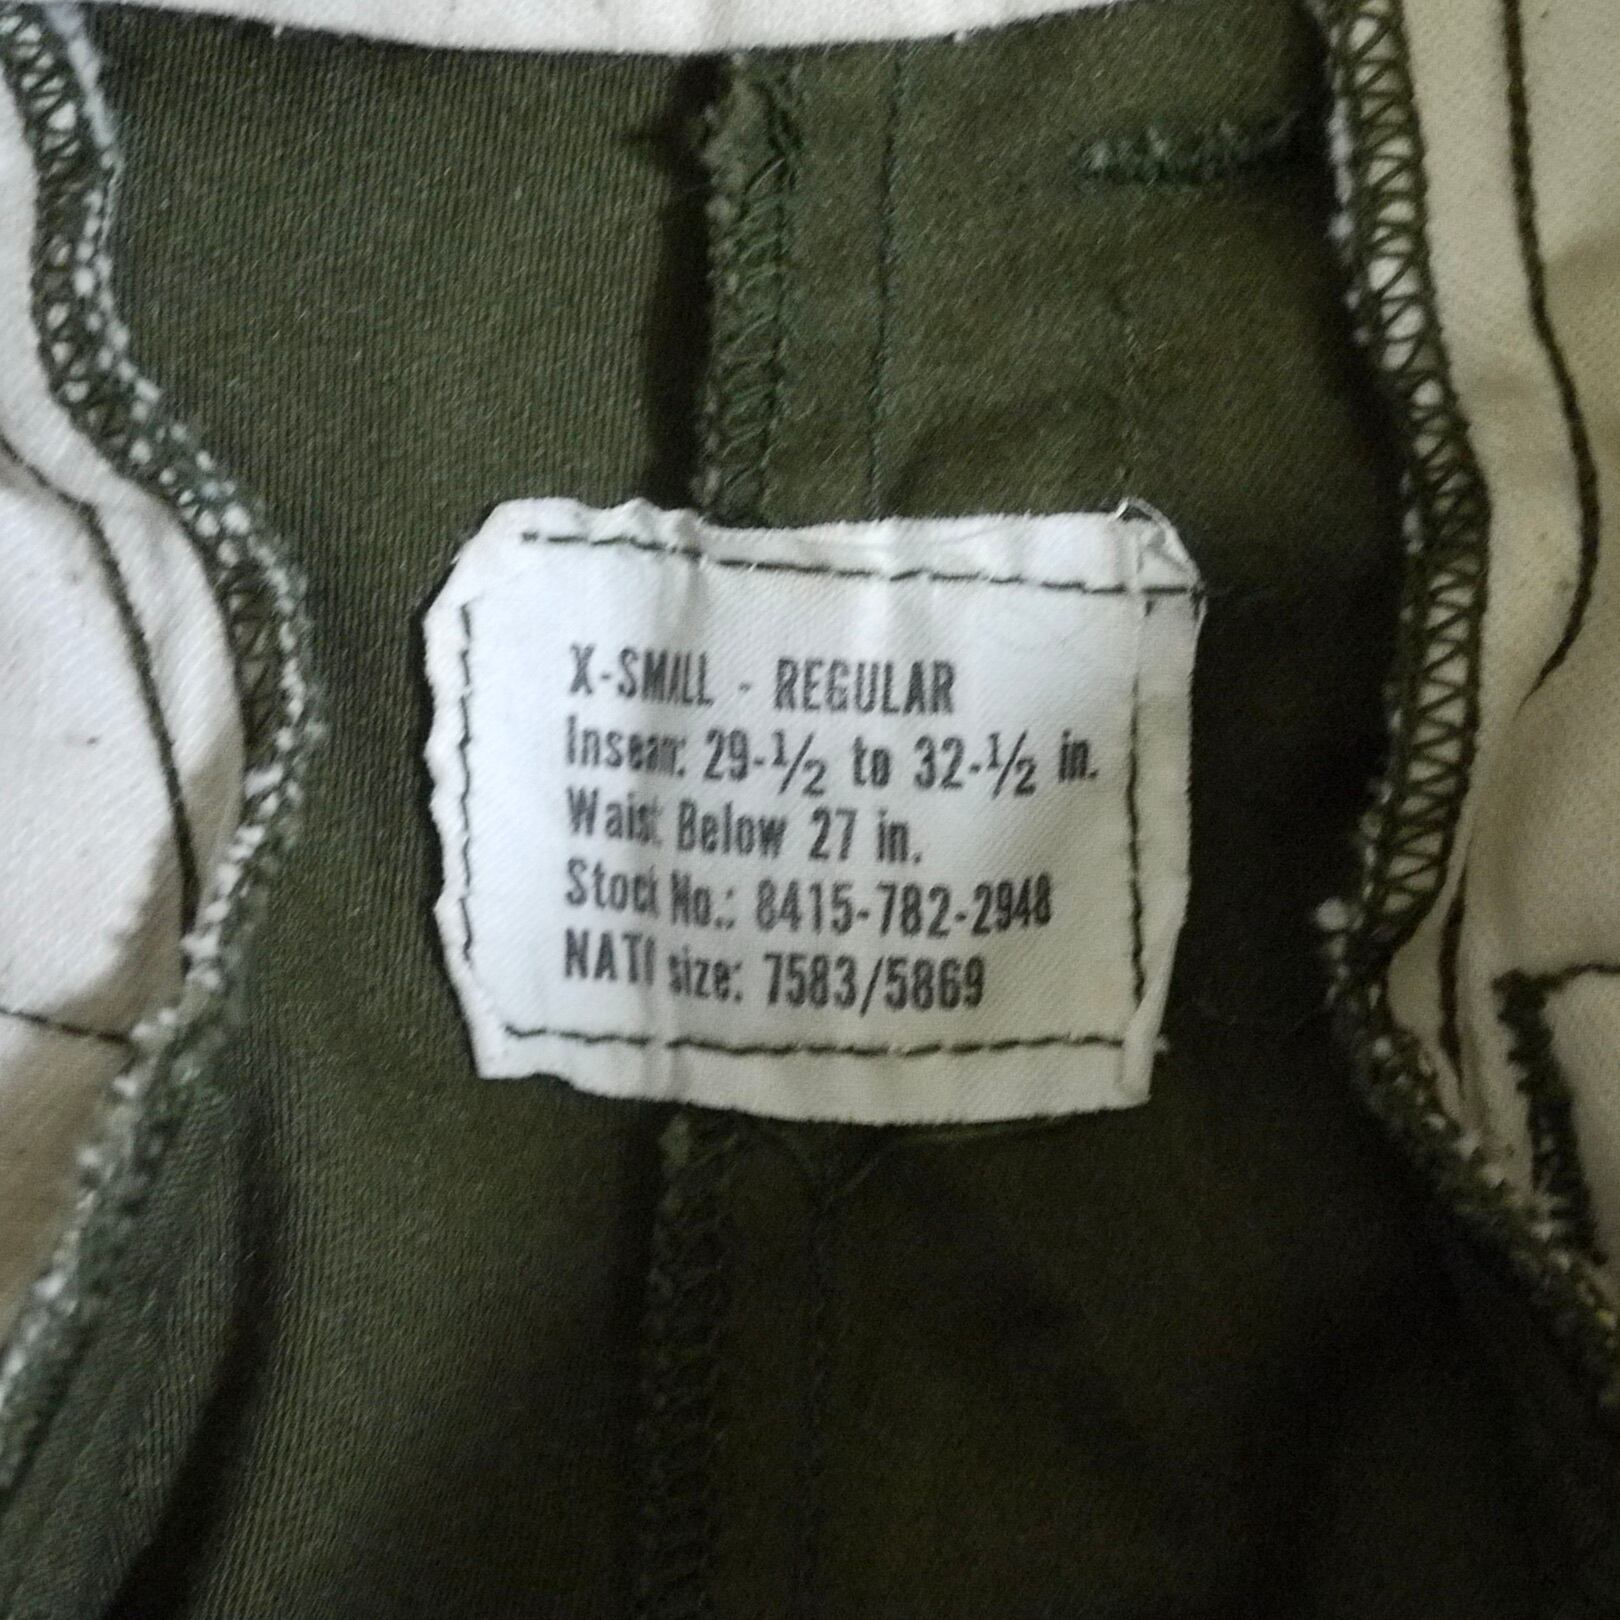 X-SMALL - REGULAR
Inseam: 29-1/2 to 32-1/2 in.
Waist Below 27 in.
Stock No.: 8415-782-2948
NATO size: 7583/5869